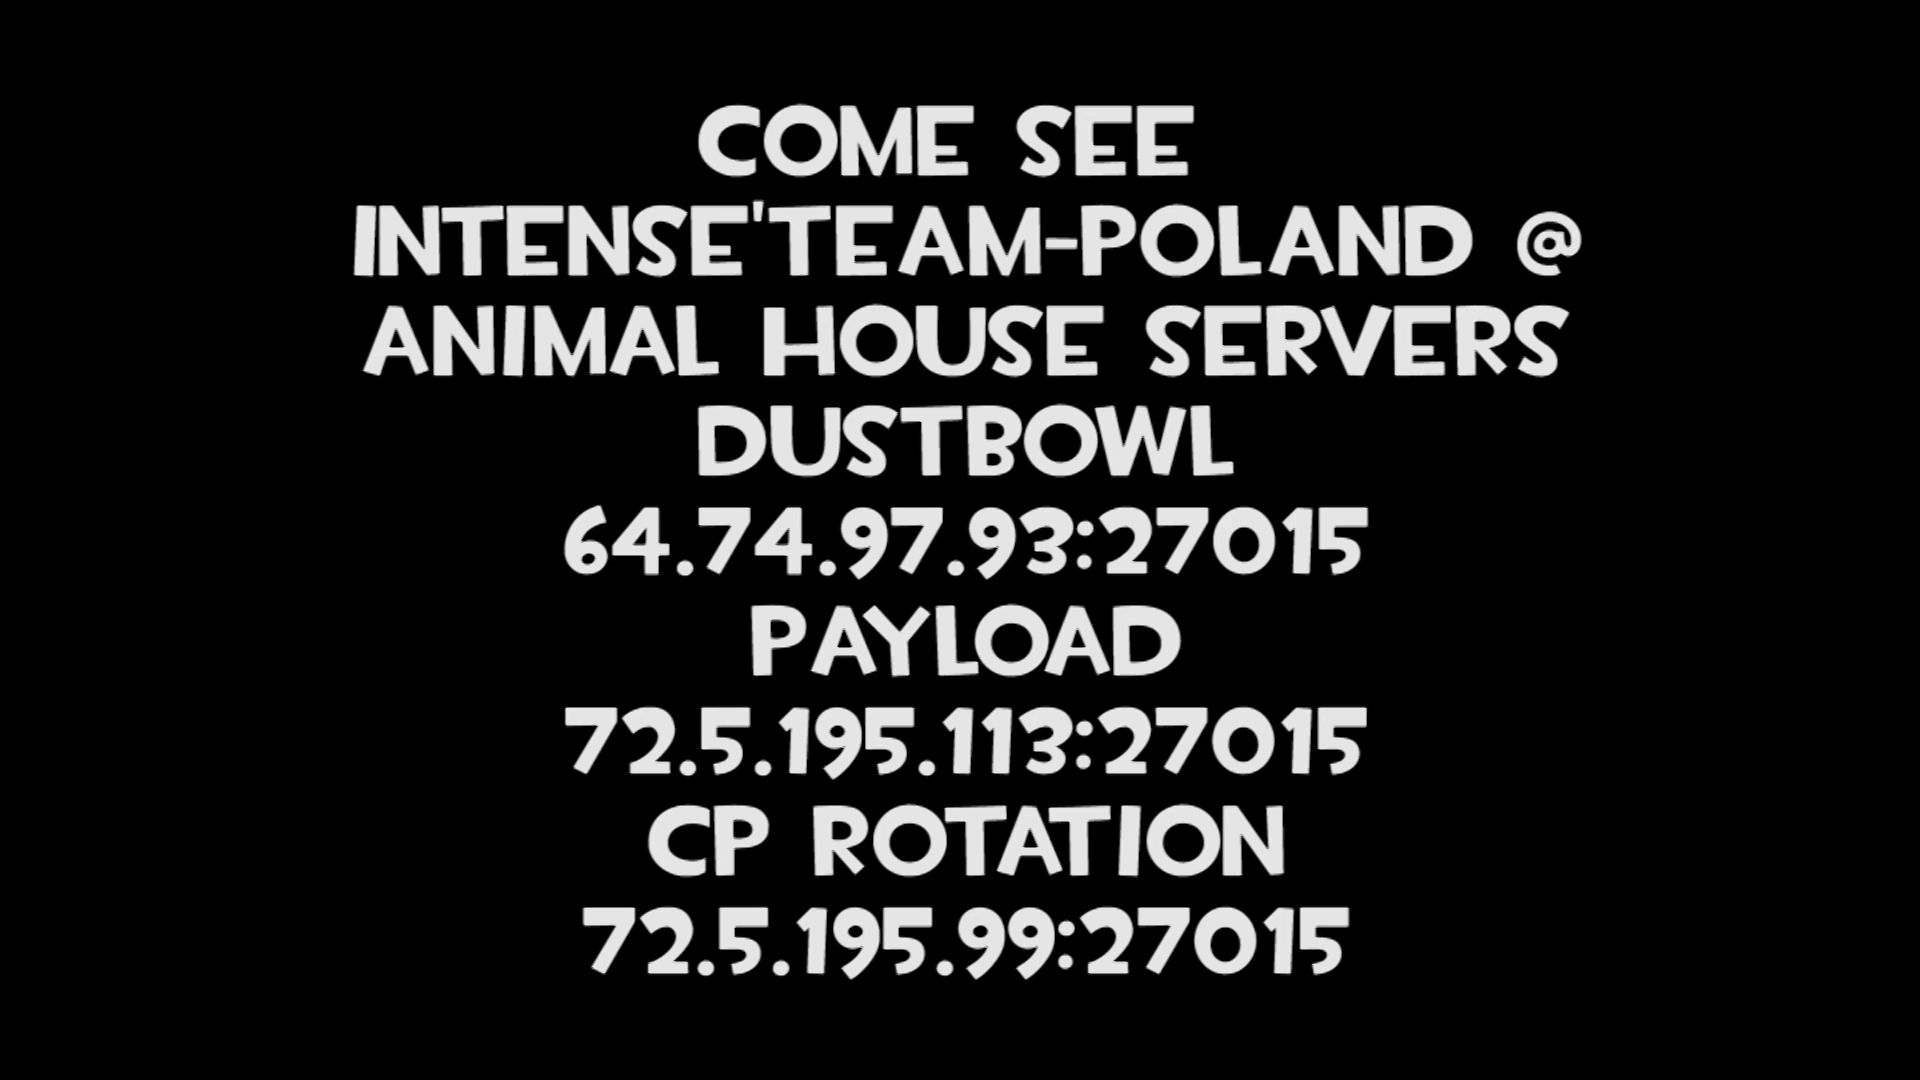 COME SEE
INTENSE'TEAM-POLAND @
ANIMAL HOUSE SERVERS
DUSTBOWL
64.74.97.93:27015
PAYLOAD
72.5.195.113:27015
CP ROTATION
72.5.195.99:27015